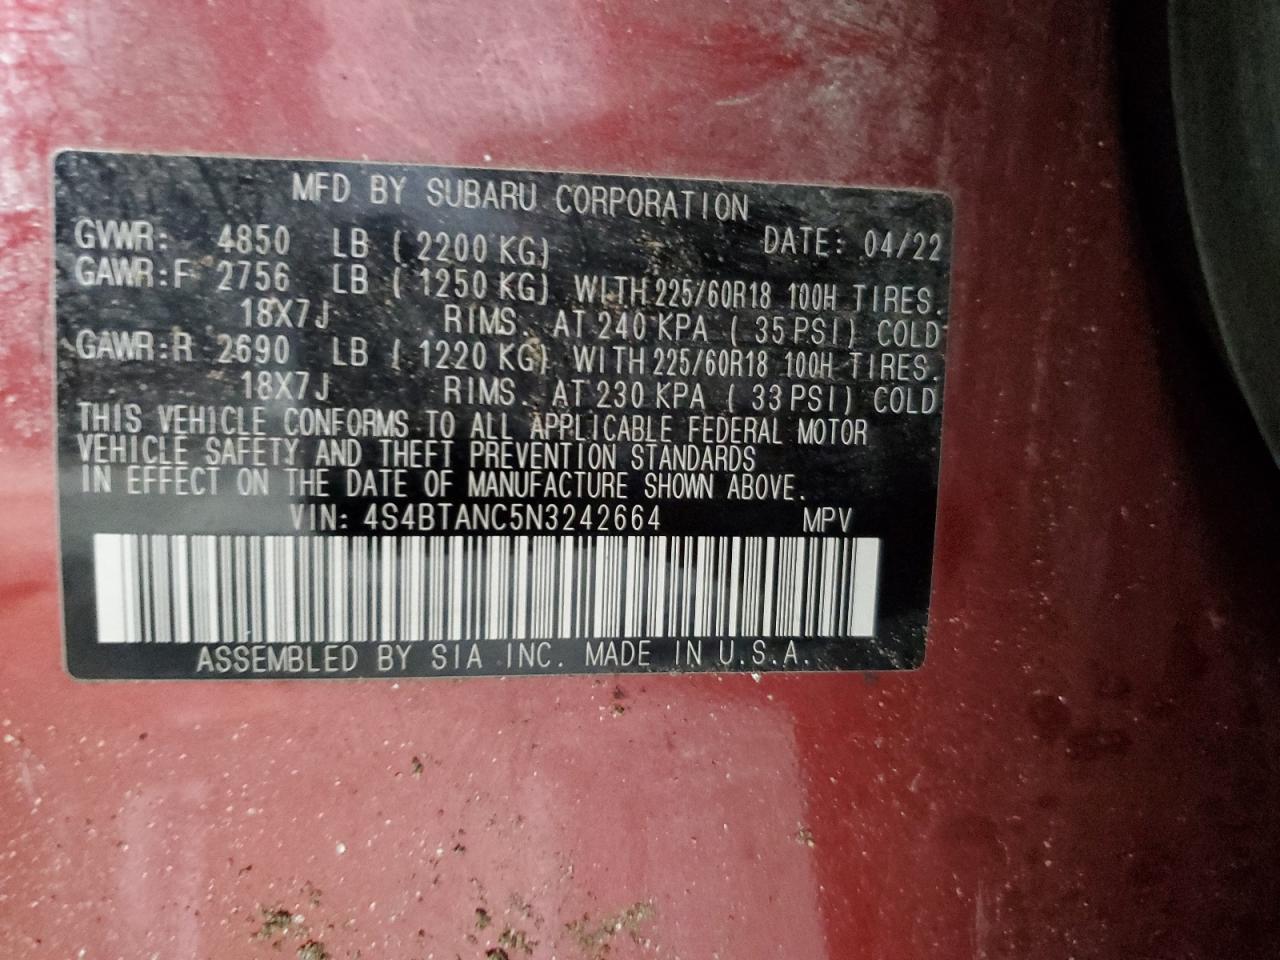 MFD BY SUBARU CORPORATION
GVWR: 4850 LB ( 2200 KG) DATE: 04/22
GAWR:F 2756 LB ( 1250 KG) WITH 225/60R18 100H TIRES.
18X7J RIMS. AT 240 KPA ( 35 PSI) COLD
GAWR:R 2690 LB ( 1220 KG) WITH 225/60R18 100H TIRES.
18X7J RIMS. AT 230 KPA ( 33 PSI) COLD
THIS VEHICLE CONFORMS TO ALL APPLICABLE FEDERAL MOTOR
VEHICLE SAFETY AND THEFT PREVENTION STANDARDS
IN EFFECT ON THE DATE OF MANUFACTURE SHOWN ABOVE.
VIN: 4S4BTANC5N3242664 MPV
ASSEMBLED BY SIA INC. MADE IN U.S.A.